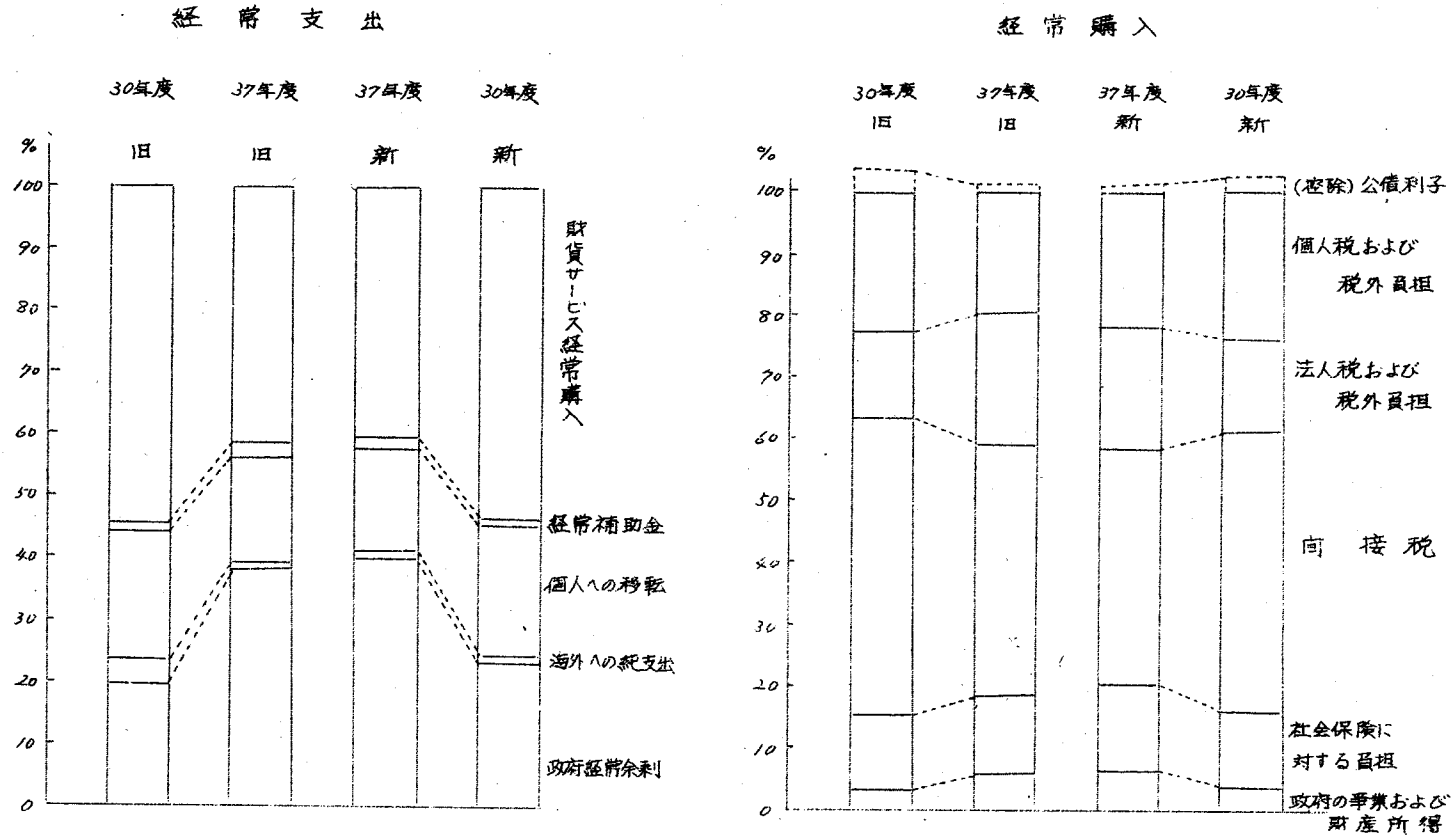 経常支出
30年度 37年度 37年度 30年度
旧 旧 新 新
%
100
90
80
70
60
50
40
30
20
10
0
財貨サービス経常購入
経常補助金
個人への移転
海外への純支出
政府経常余剰
経常購入
30年度 37年度 37年度 30年度
旧 旧 新 新
%
100
90
80
70
60
50
40
30
20
10
0
(控除)公債利子
個人税および
税外負担
法人税および
税外負担
间接税
社会保険に
対する負担
政府の事業および
財産所得